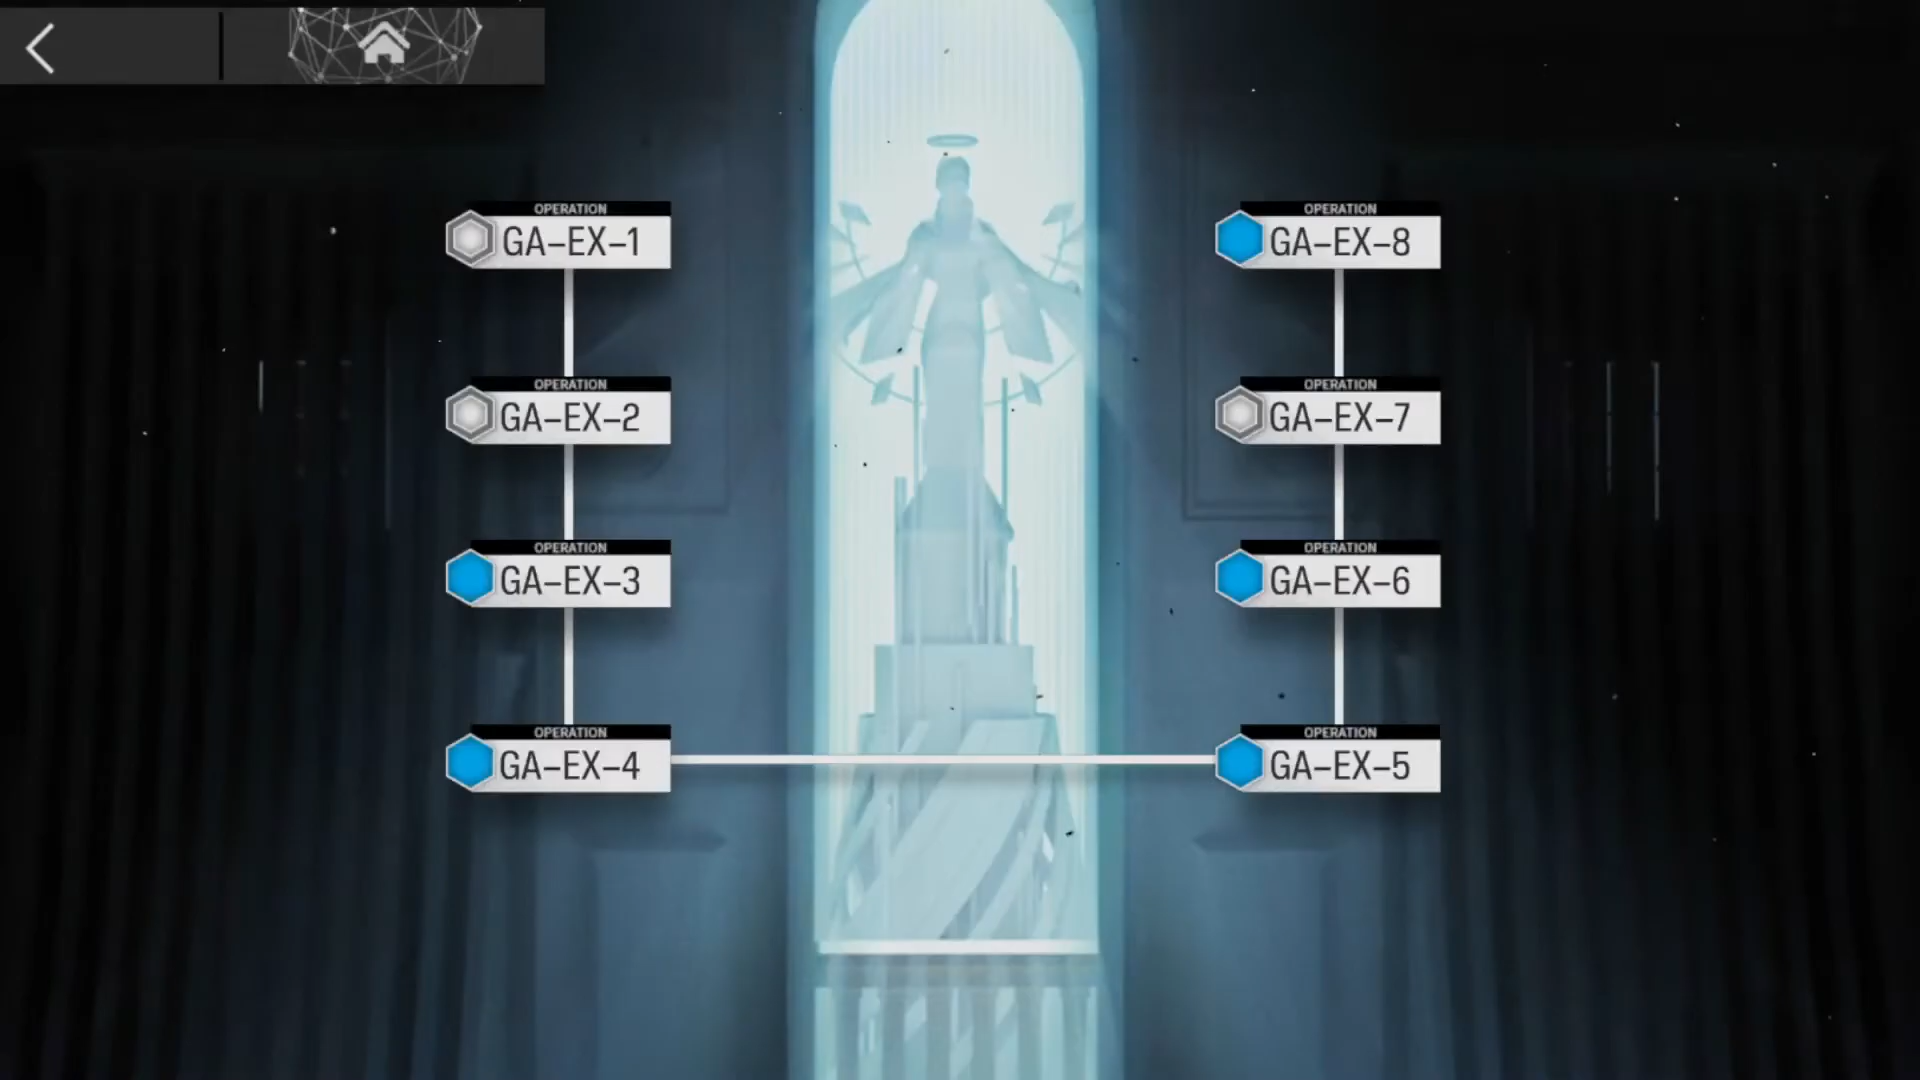 OPERATION
GA-EX-1
OPERATION
GA-EX-8
OPERATION
GA-EX-2
OPERATION
GA-EX-7
OPERATION
GA-EX-3
OPERATION
GA-EX-6
OPERATION
GA-EX-4
OPERATION
GA-EX-5